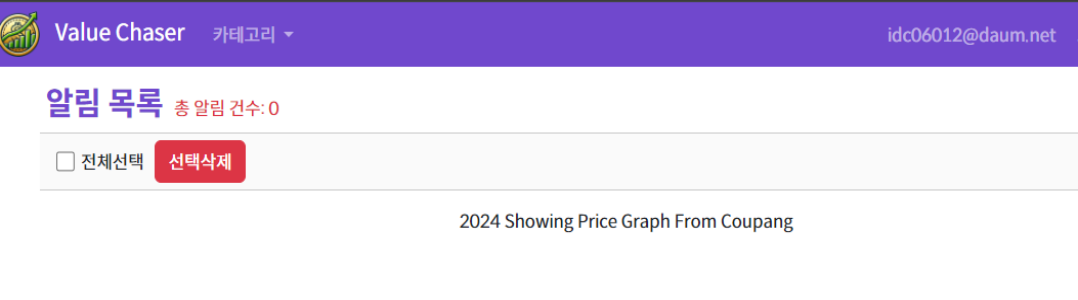 Value Chaser 카테고리 idc06012@daum.net
알림 목록 총 알림 건수: 0
전체선택 선택삭제
2024 Showing Price Graph From Coupang